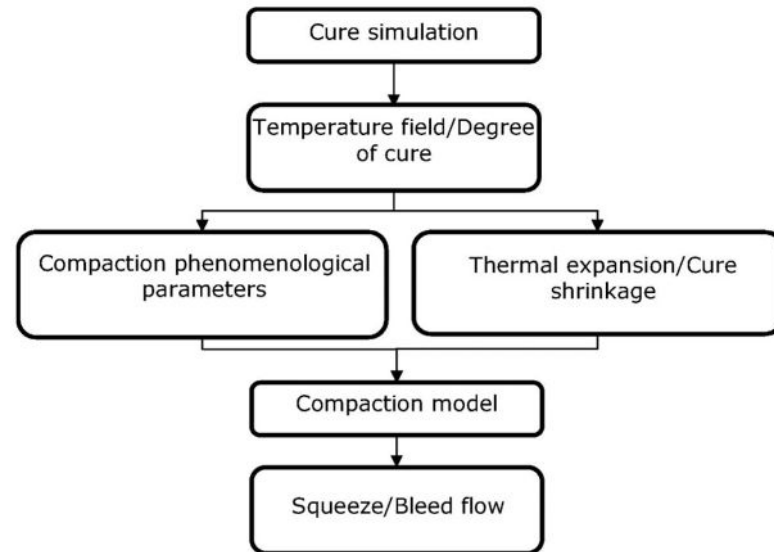 Cure simulation
Temperature field/Degree
of cure
Compaction phenomenological
parameters
Thermal expansion/Cure
shrinkage
Compaction model
Squeeze/Bleed flow